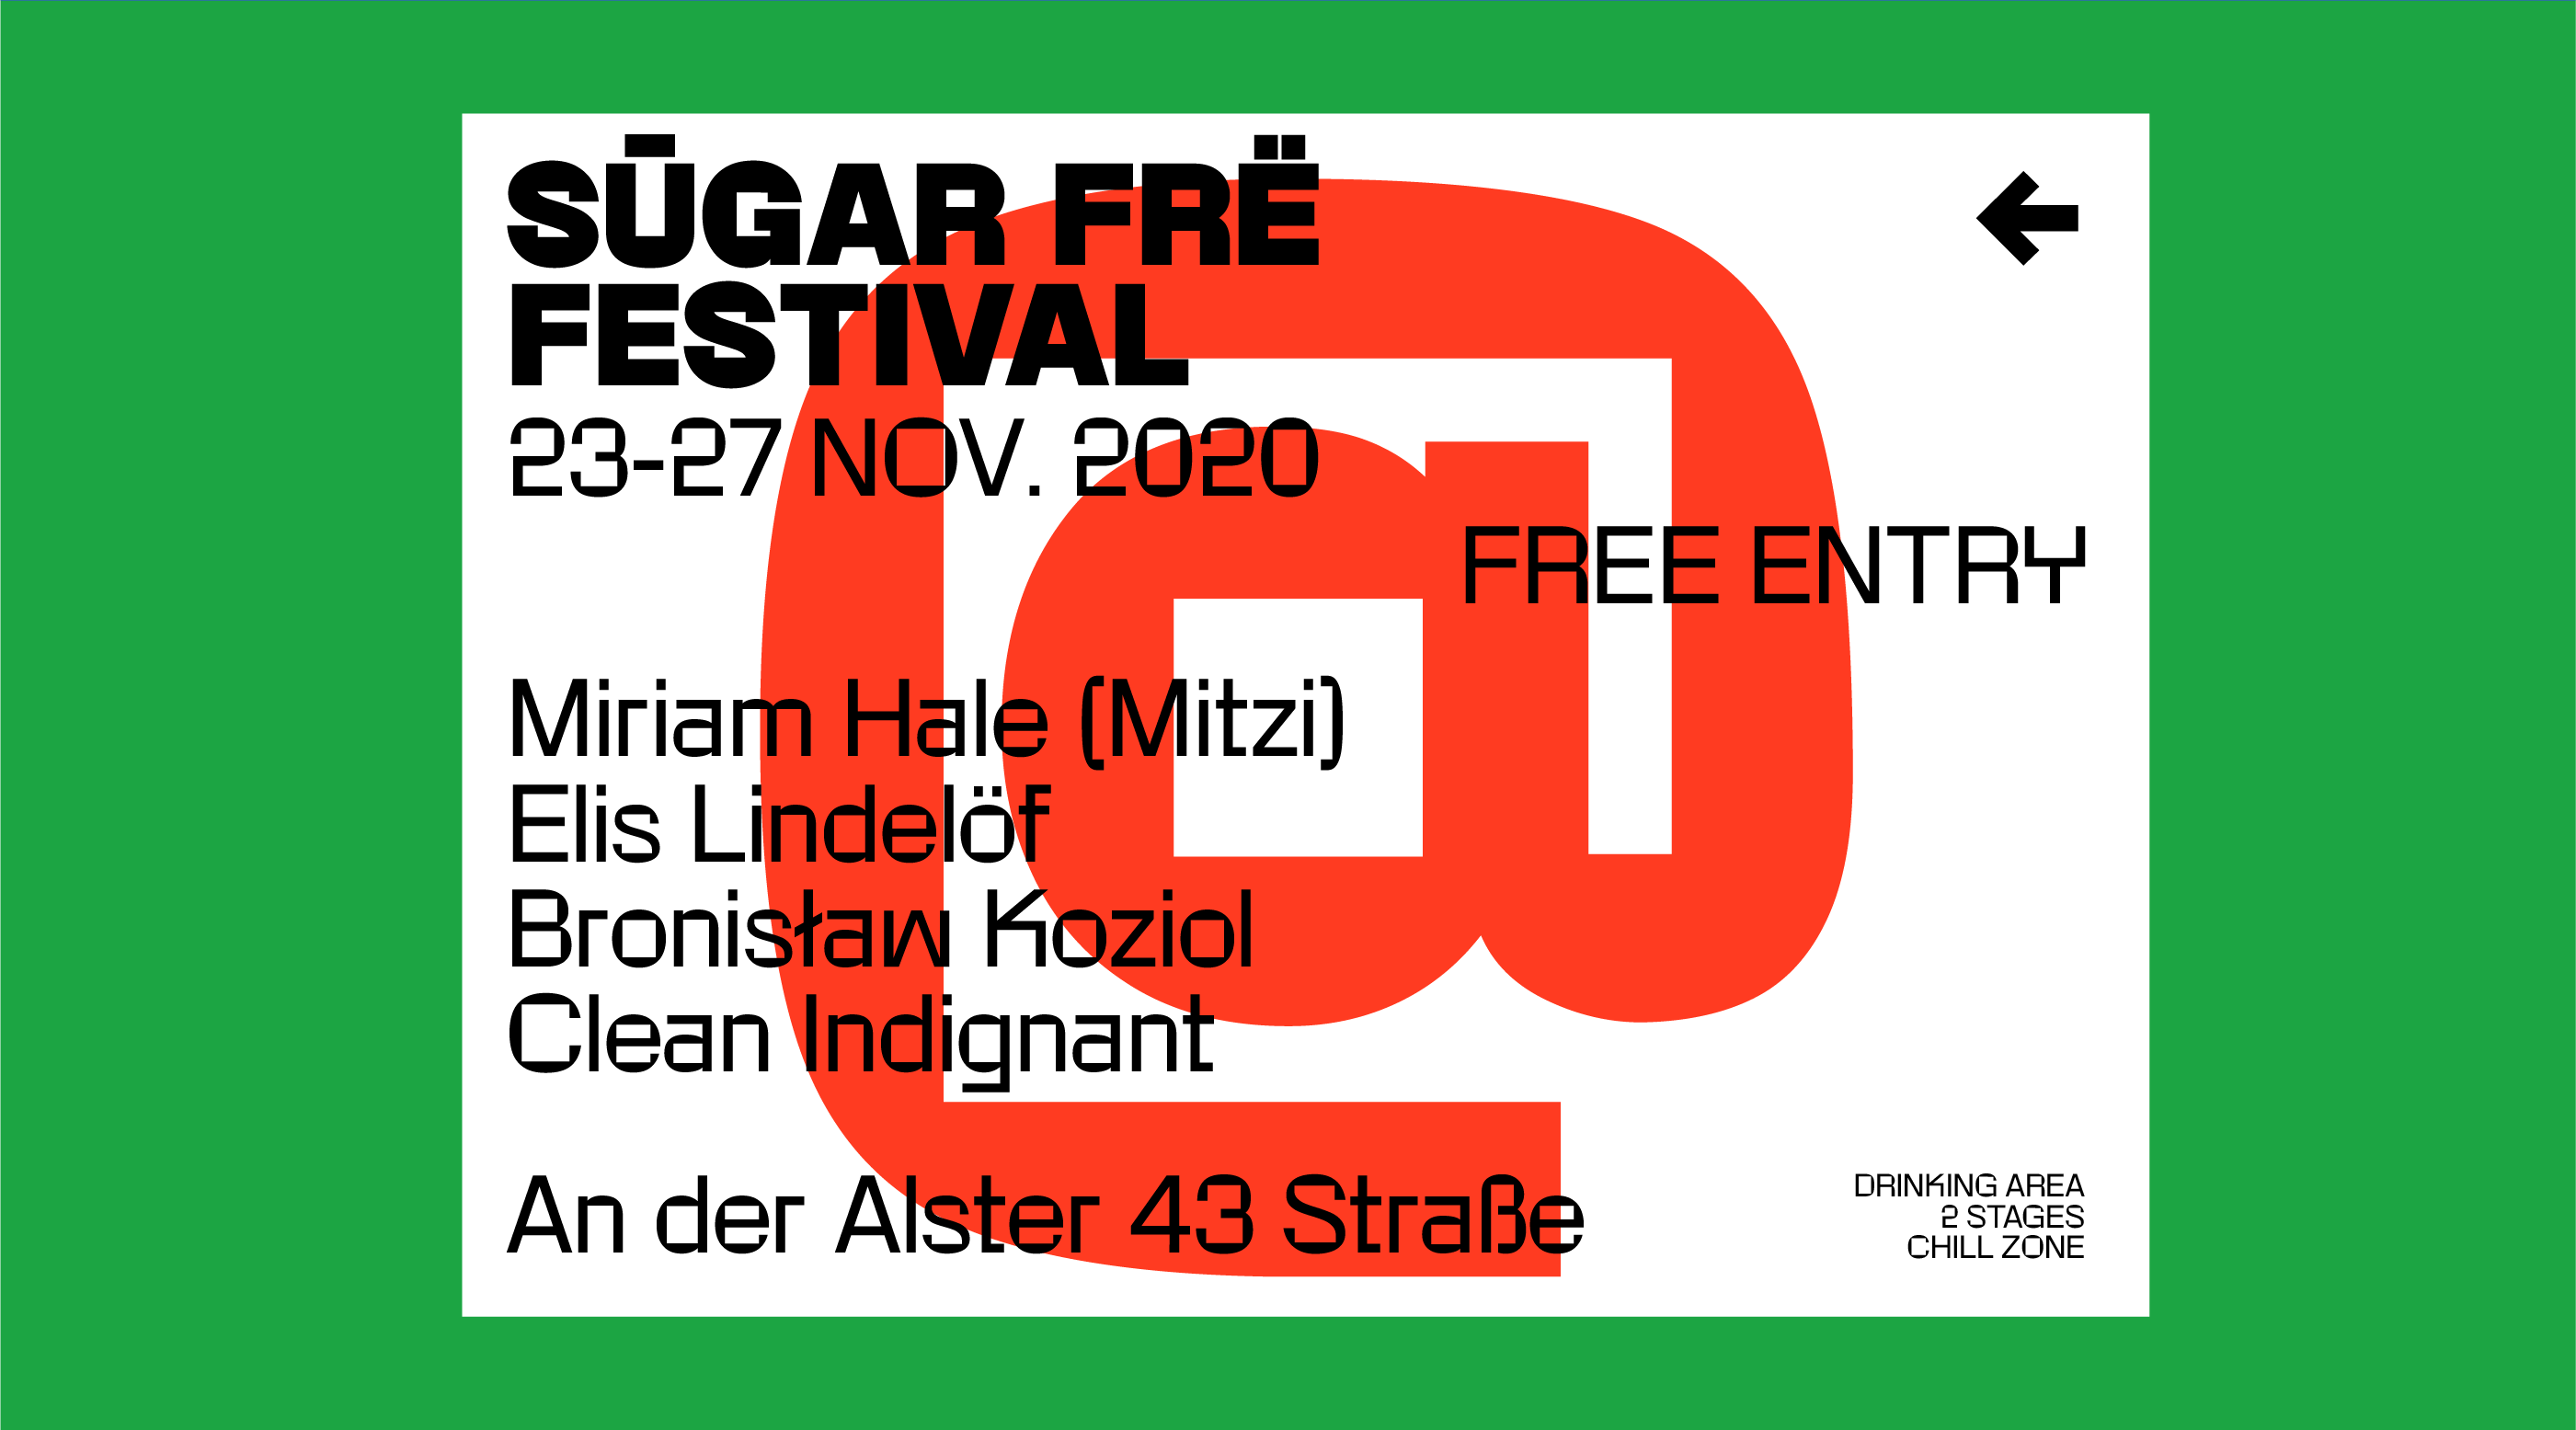 SŪGAR FRË
FESTIVAL
←
23-27 NOV. 2020
FREE ENTRY
@
Miriam Hale (Mitzi)
Elis Lindelöf
Bronisław Koziol
Clean Indignant
An der Alster 43 Straße
DRINKING AREA
2 STAGES
CHILL ZONE